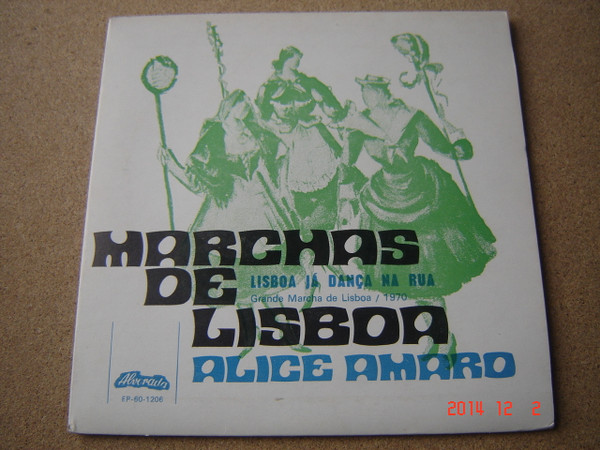 MARCHAS
DE
LISBOA JÁ DANÇA NA RUA
Grande Marcha de Lisboa / 1970
LISBOA
ALICE AMARO
Alvorada
EP-60-1206
2014 12 2